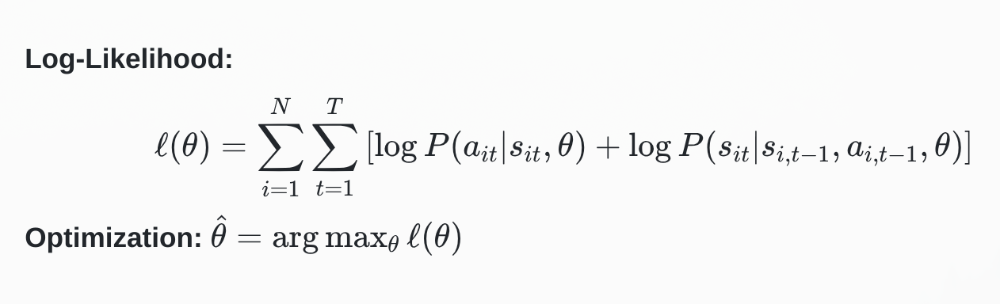 Log-Likelihood:
ℓ(θ) = ∑_{i=1}^{N} ∑_{t=1}^{T} [log P(a_{it}|s_{it}, θ) + log P(s_{it}|s_{i,t−1}, a_{i,t−1}, θ)]
Optimization: θ̂ = arg max_θ ℓ(θ)